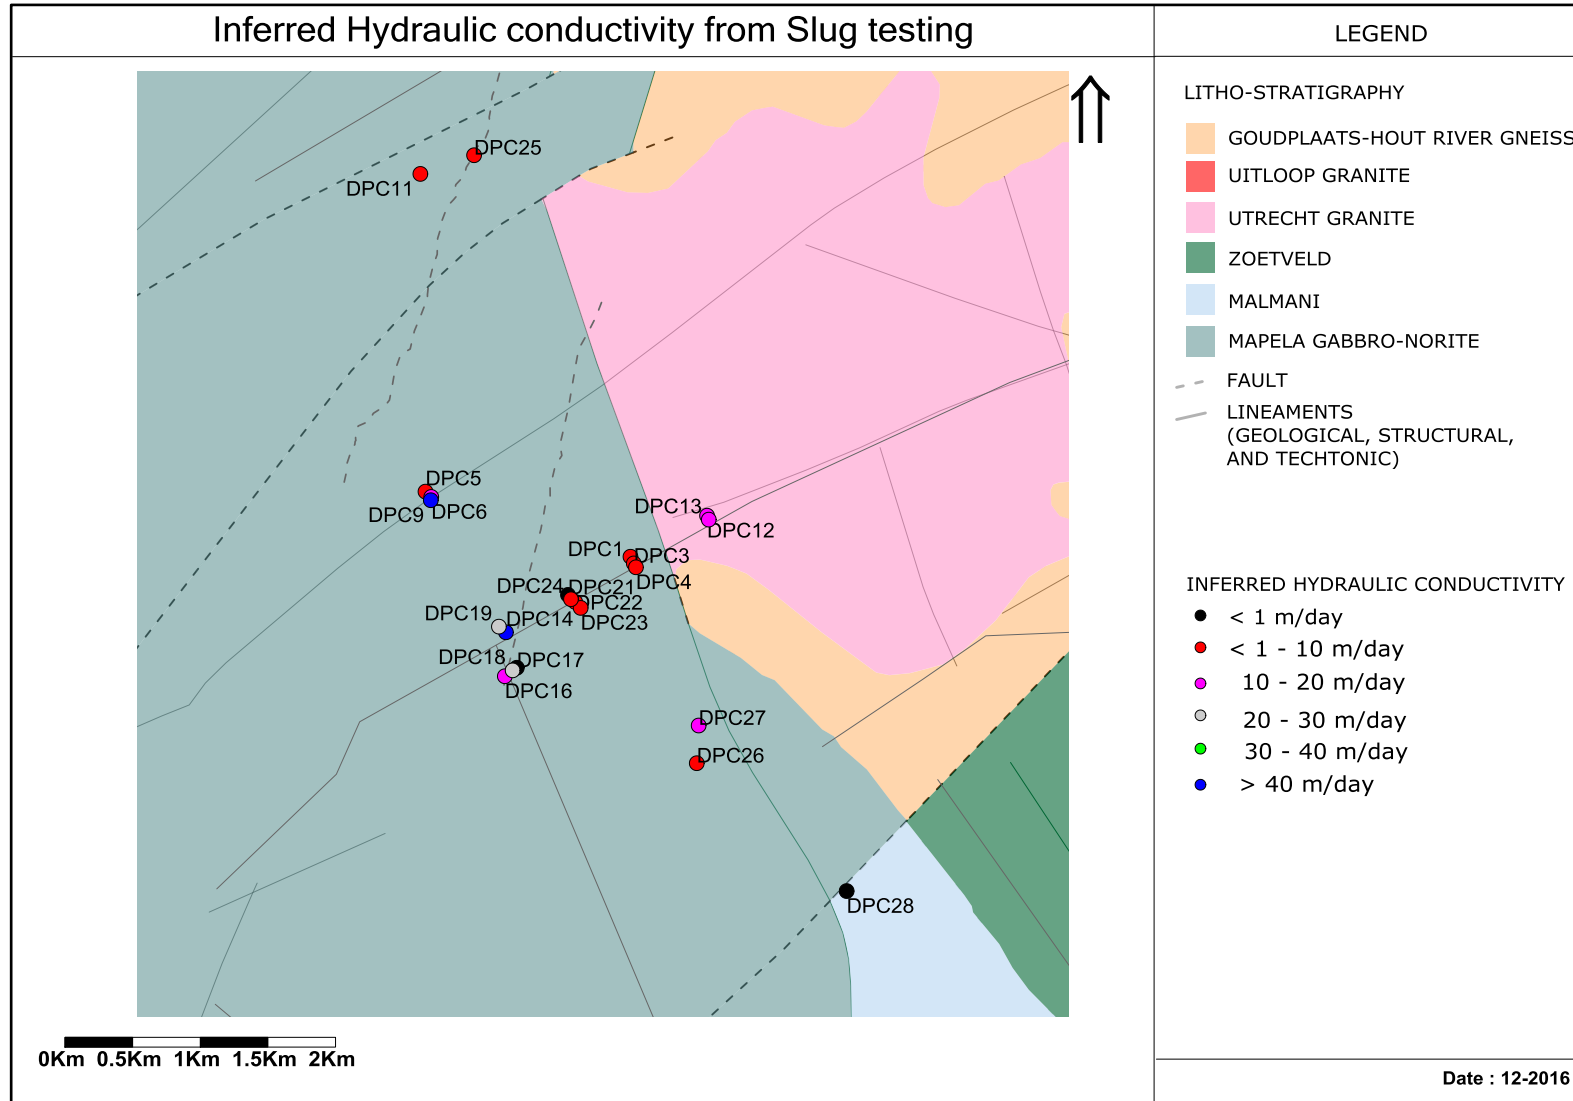 Inferred Hydraulic conductivity from Slug testing
LEGEND
LITHO-STRATIGRAPHY
GOUDPLAATS-HOUT RIVER GNEISS
UITLOOP GRANITE
UTRECHT GRANITE
ZOETVELD
MALMANI
MAPELA GABBRO-NORITE
FAULT
LINEAMENTS
(GEOLOGICAL, STRUCTURAL,
AND TECHTONIC)
INFERRED HYDRAULIC CONDUCTIVITY
< 1 m/day
< 1 - 10 m/day
10 - 20 m/day
20 - 30 m/day
30 - 40 m/day
> 40 m/day
DPC25
DPC11
DPC5
DPC9
DPC6
DPC13
DPC12
DPC1
DPC3
DPC4
DPC24
DPC21
DPC22
DPC23
DPC19
DPC14
DPC18
DPC17
DPC16
DPC27
DPC26
DPC28
0Km 0.5Km 1Km 1.5Km 2Km
Date : 12-2016